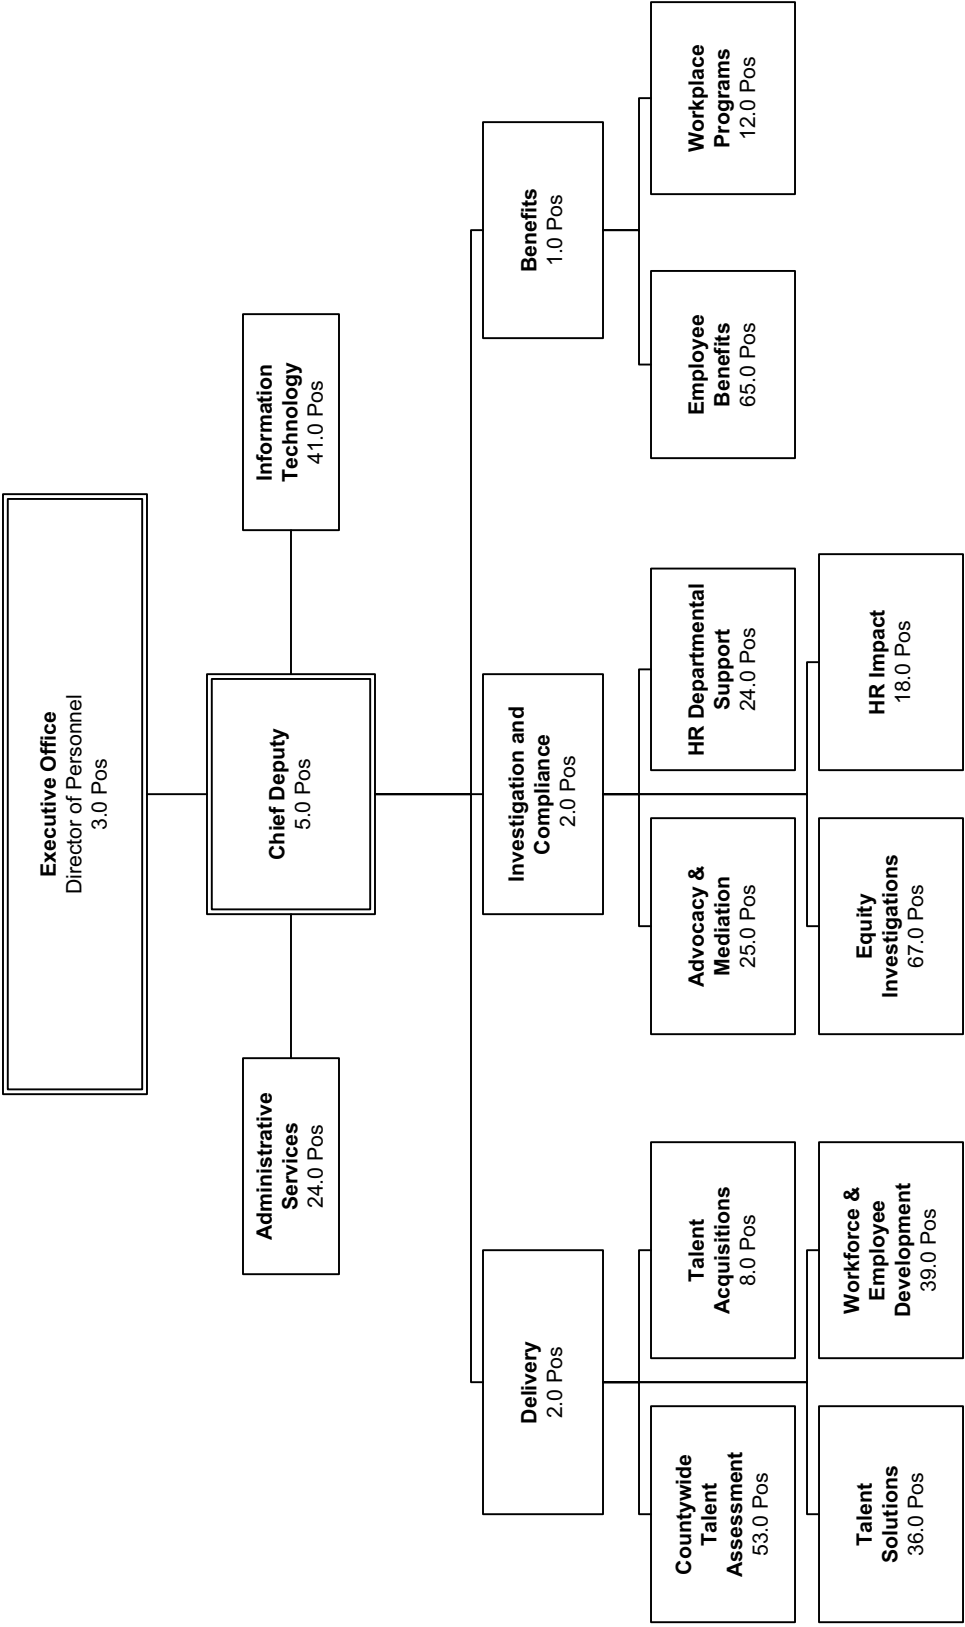 Executive Office
Director of Personnel
3.0 Pos
Administrative
Services
24.0 Pos
Chief Deputy
5.0 Pos
Information
Technology
41.0 Pos
Delivery
2.0 Pos
Investigation and
Compliance
2.0 Pos
Benefits
1.0 Pos
Countywide
Talent
Assessment
53.0 Pos
Talent
Acquisitions
8.0 Pos
Advocacy &
Mediation
25.0 Pos
HR Departmental
Support
24.0 Pos
Employee
Benefits
65.0 Pos
Workplace
Programs
12.0 Pos
Talent
Solutions
36.0 Pos
Workforce &
Employee
Development
39.0 Pos
Equity
Investigations
67.0 Pos
HR Impact
18.0 Pos